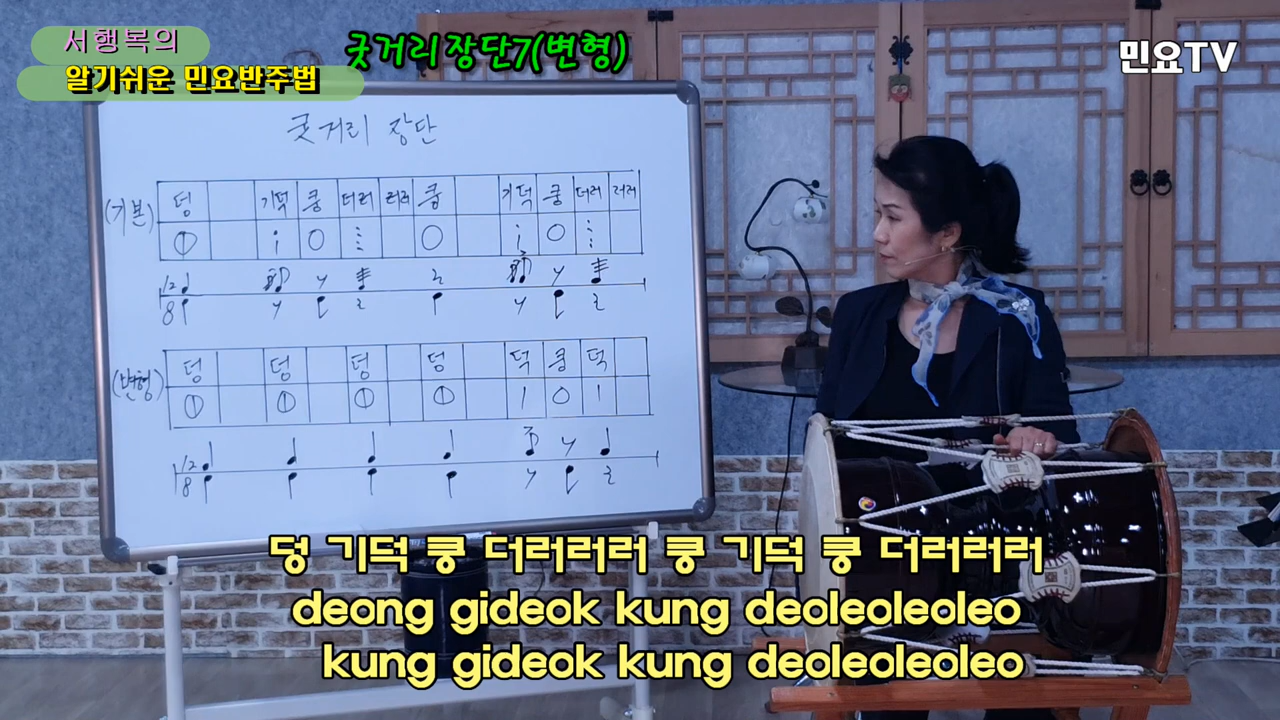 서행복의
알기쉬운 민요반주법
굿거리장단7(변형)
민요TV
굿거리 장단
(기본) 덩 기덕 쿵 더러 러러 쿵 기덕 쿵 더러 러러
12
8
(변형) 덩 덩 덩 덩 덕 쿵 덕
12
8
덩 기덕 쿵 더러러러 쿵 기덕 쿵 더러러러
deong gideok kung deoleoleoleo
kung gideok kung deoleoleoleo